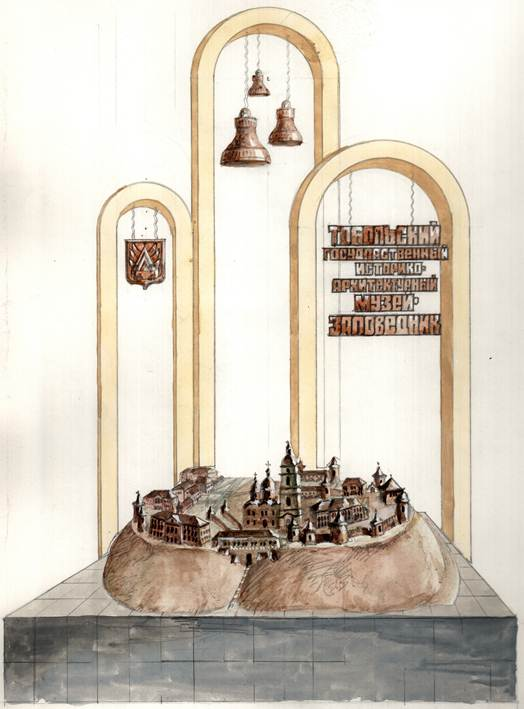 ТОБОЛЬСКИЙ
ГОСУДАРСТВЕННЫЙ
ИСТОРИКО-
АРХИТЕКТУРНЫЙ
МУЗЕЙ-
ЗАПОВЕДНИК